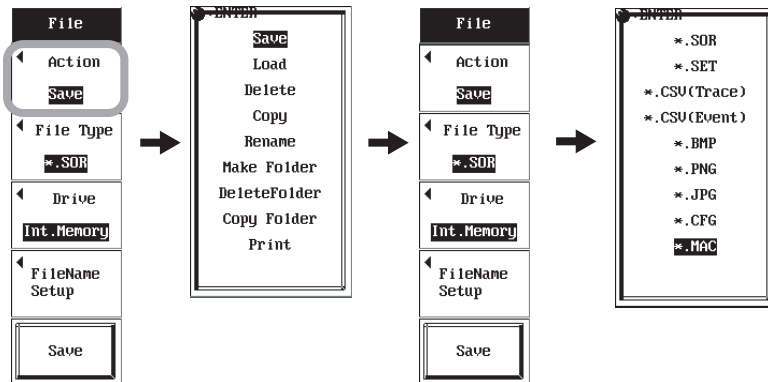 File
Action
Save
File Type
*.SOR
Drive
Int.Memory
FileName
Setup
Save
:ENTER
Save
Load
Delete
Copy
Rename
Make Folder
DeleteFolder
Copy Folder
Print
File
Action
Save
File Type
*.SOR
Drive
Int.Memory
FileName
Setup
Save
:ENTER
*.SOR
*.SET
*.CSV(Trace)
*.CSV(Event)
*.BMP
*.PNG
*.JPG
*.CFG
*.MAC